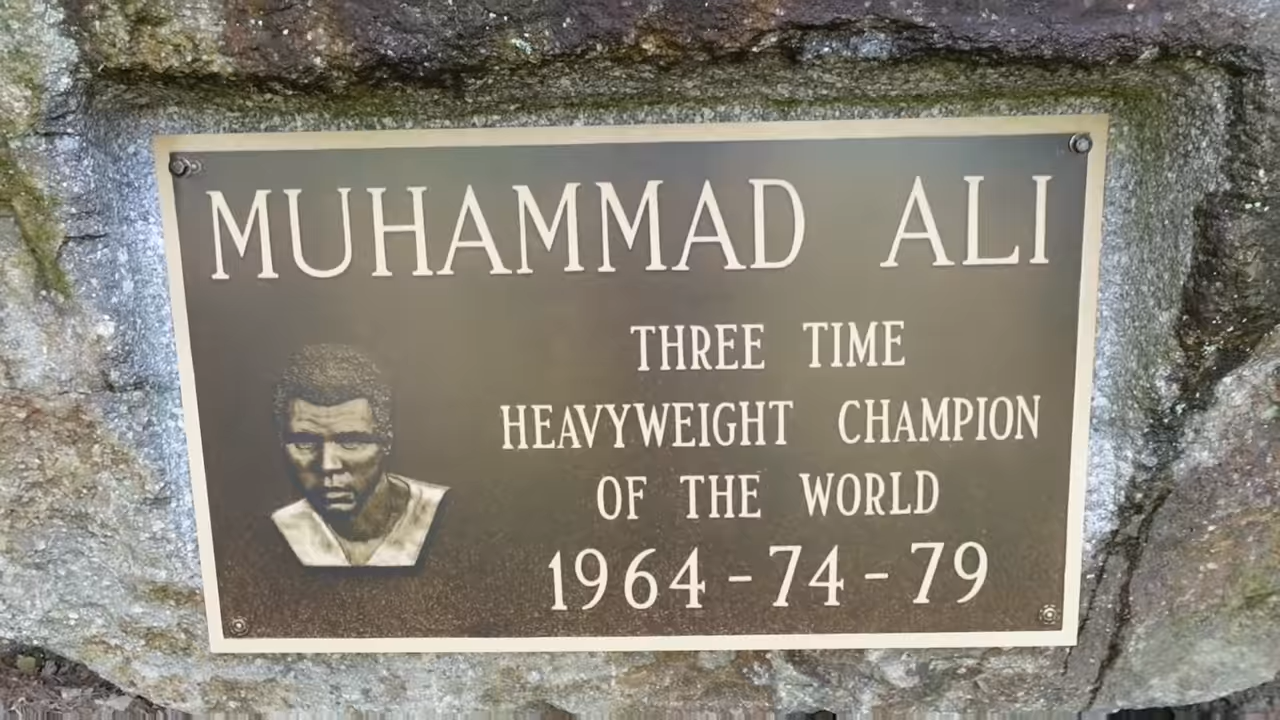 MUHAMMAD ALI
THREE TIME
HEAVYWEIGHT CHAMPION
OF THE WORLD
1964-74-79